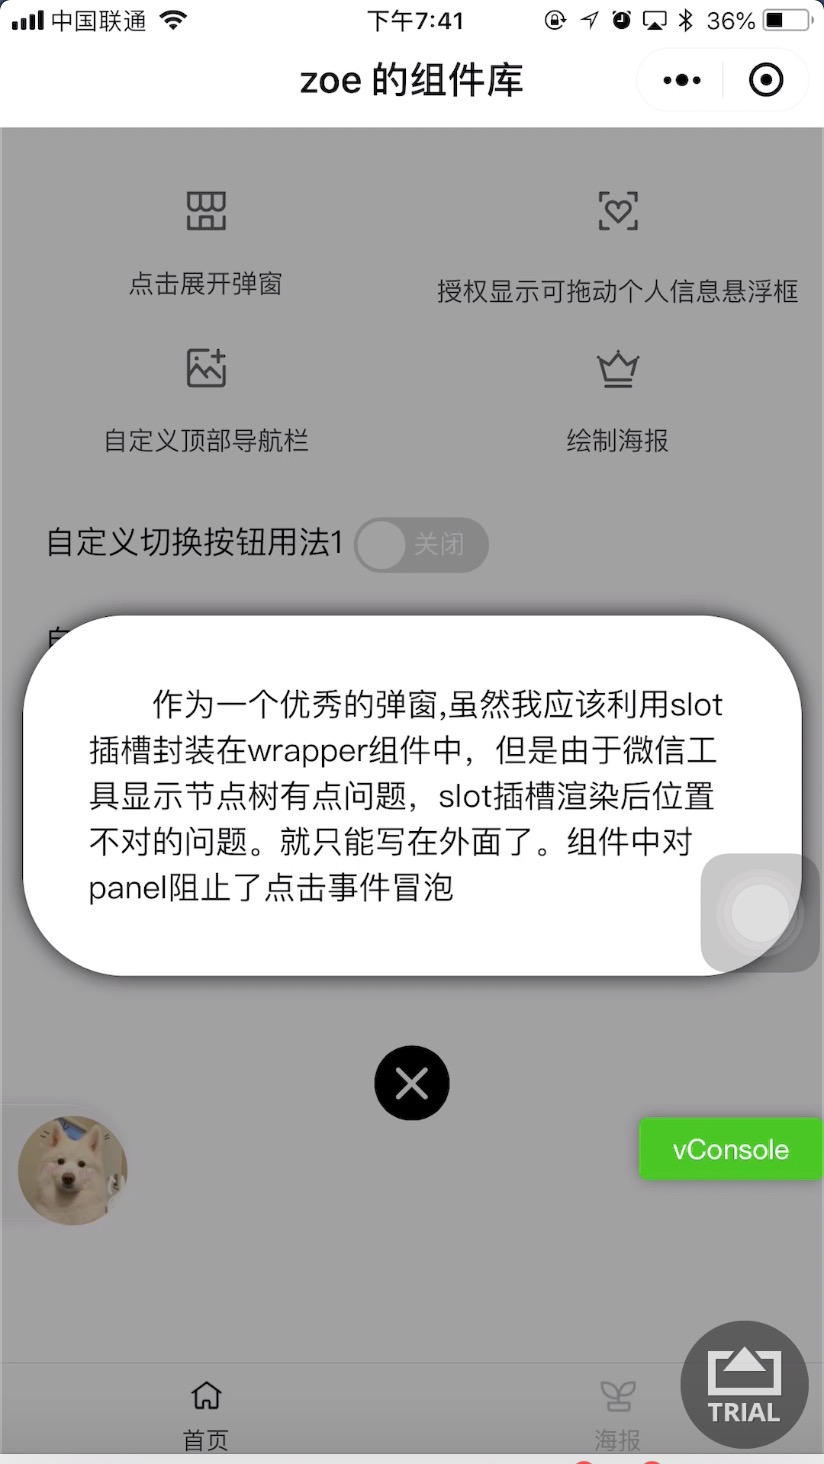 中国联通
下午7:41
36%
zoe 的组件库
点击展开弹窗
授权显示可拖动个人信息悬浮框
自定义顶部导航栏
绘制海报
自定义切换按钮用法1
关闭
作为一个优秀的弹窗,虽然我应该利用slot
插槽封装在wrapper组件中，但是由于微信工
具显示节点树有点问题，slot插槽渲染后位置
不对的问题。就只能写在外面了。组件中对
panel阻止了点击事件冒泡
vConsole
TRIAL
首页
海报